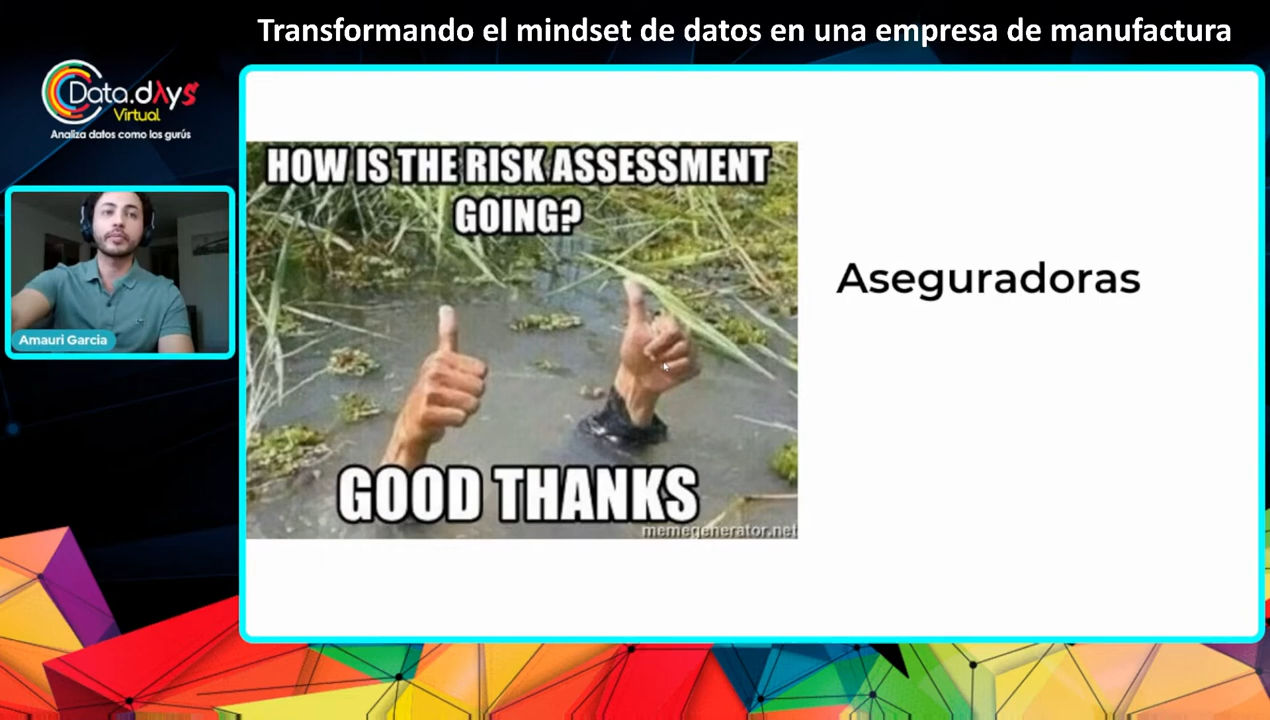 Transformando el mindset de datos en una empresa de manufactura
Data.dAys
Virtual
Analiza datos como los gurús
Amauri Garcia
HOW IS THE RISK ASSESSMENT
GOING?
GOOD THANKS
memegenerator.net
Aseguradoras